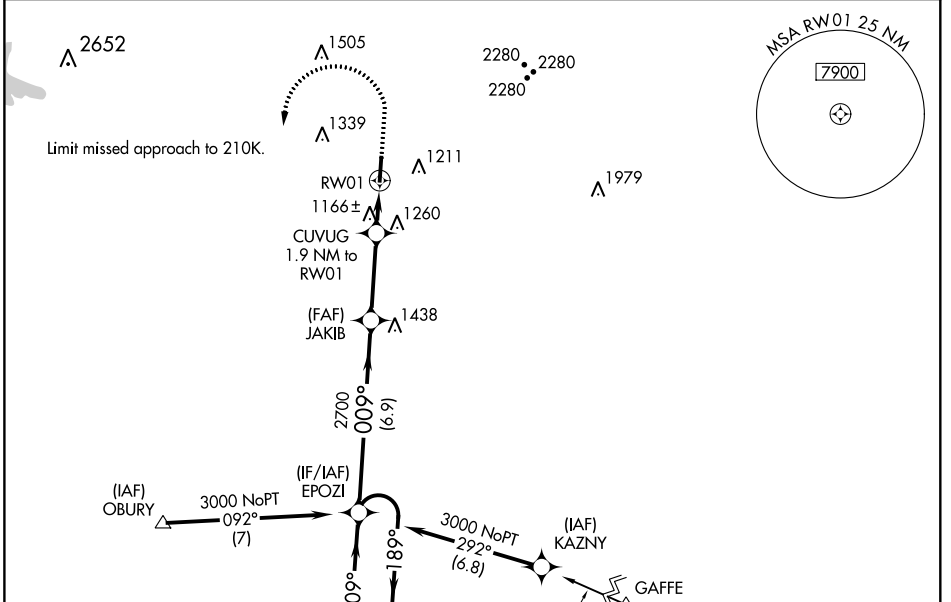 2652
1505
2280
2280
2280
MSA RW01 25 NM
7900
1339
Limit missed approach to 210K.
1211
RW01
1979
1166±
1260
CUVUG
1.9 NM to
RW01
(FAF)
JAKIB
1438
2700
009°
(6.9)
(IF/IAF)
EPOZI
(IAF)
OBURY
3000 NoPT
092°
(7)
3000 NoPT
292°
(6.8)
(IAF)
KAZNY
189°
09°
GAFFE